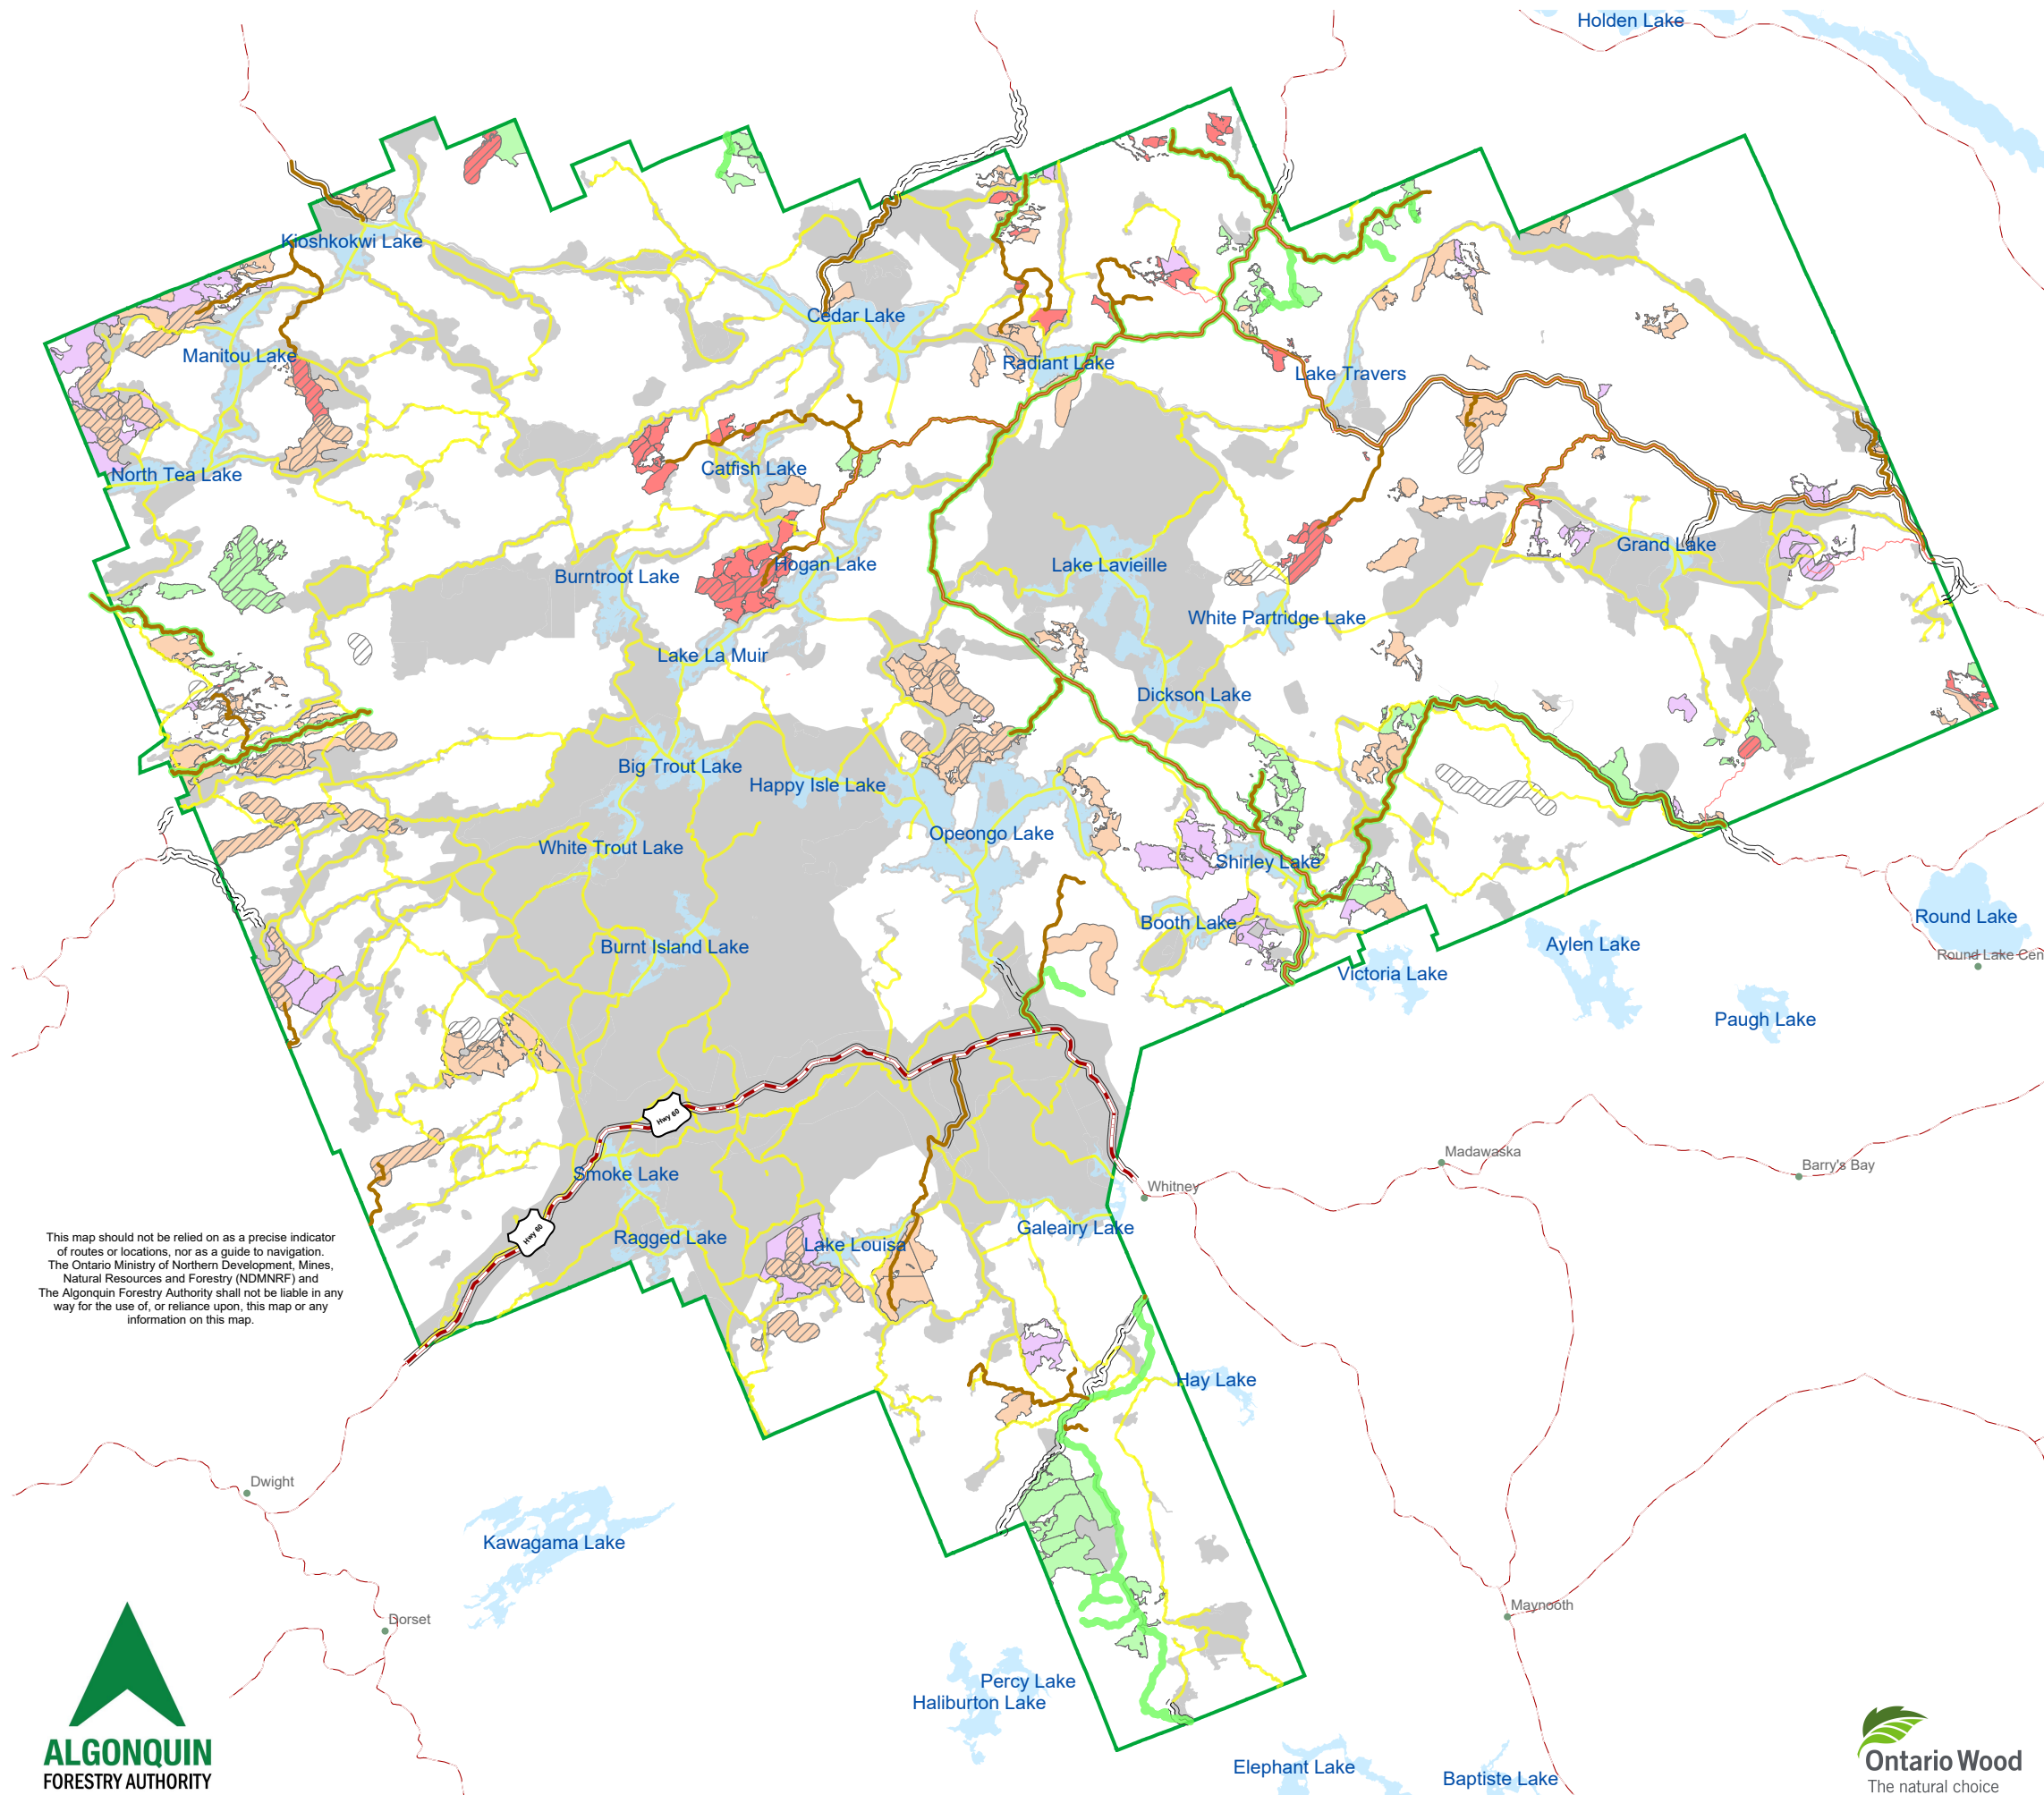 Holden Lake
Kioshkokwi Lake
Cedar Lake
Manitou Lake
Radiant Lake
Lake Travers
North Tea Lake
Catfish Lake
Grand Lake
Hogan Lake
Lake Lavieille
Burntroot Lake
White Partridge Lake
Lake La Muir
Dickson Lake
Big Trout Lake
Happy Isle Lake
Opeongo Lake
White Trout Lake
Shirley Lake
Booth Lake
Round Lake
Burnt Island Lake
Aylen Lake
Round Lake Cen
Victoria Lake
Paugh Lake
Hwy 60
Madawaska
Barry's Bay
Smoke Lake
Whitney
Hwy 60
Galeairy Lake
Ragged Lake
Lake Louisa
This map should not be relied on as a precise indicator
of routes or locations, nor as a guide to navigation.
The Ontario Ministry of Northern Development, Mines,
Natural Resources and Forestry (NDMNRF) and
The Algonquin Forestry Authority shall not be liable in any
way for the use of, or reliance upon, this map or any
information on this map.
Hay Lake
Dwight
Kawagama Lake
Maynooth
Dorset
Percy Lake
Haliburton Lake
ALGONQUIN
FORESTRY AUTHORITY
Elephant Lake
Baptiste Lake
Ontario Wood
The natural choice